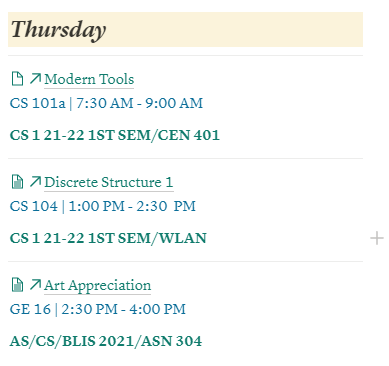 Thursday
Modern Tools
CS 101a | 7:30 AM - 9:00 AM
CS 1 21-22 1ST SEM/CEN 401
Discrete Structure 1
CS 104 | 1:00 PM - 2:30 PM
CS 1 21-22 1ST SEM/WLAN
Art Appreciation
GE 16 | 2:30 PM - 4:00 PM
AS/CS/BLIS 2021/ASN 304